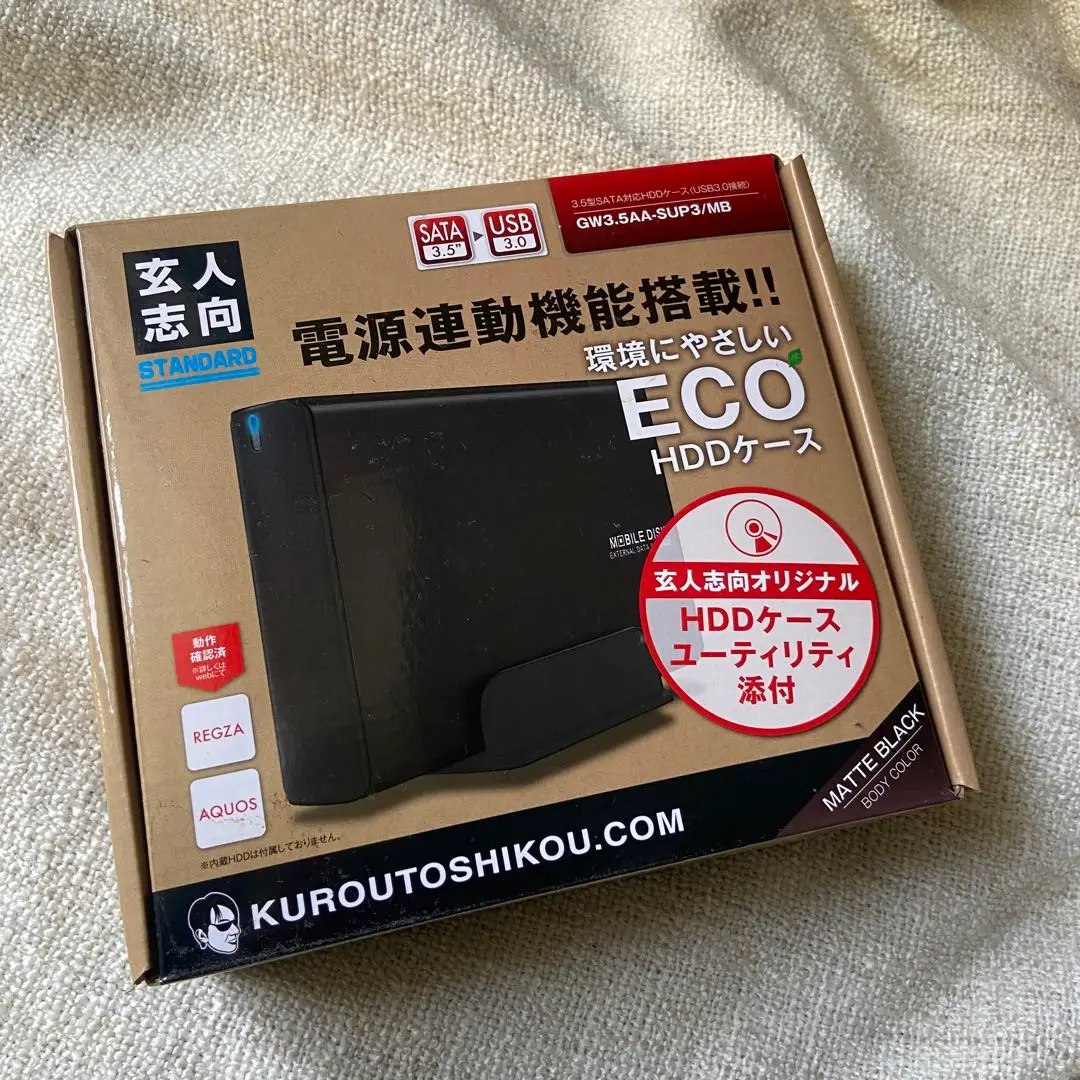 3.5型SATA対応HDDケース〈USB3.0接続〉
GW3.5AA-SUP3/MB
SATA
3.5"
USB
3.0
玄人
志向
STANDARD
電源連動機能搭載!!
環境にやさしい
ECO
HDDケース
MOBILE DIS
EXTERNAL DATA
玄人志向オリジナル
HDDケース
ユーティリティ
添付
動作
確認済
※詳しくは
webにて
REGZA
AQUOS
※内蔵HDDは付属しておりません。
MATTE BLACK
BODY COLOR
KUROUTOSHIKOU.COM